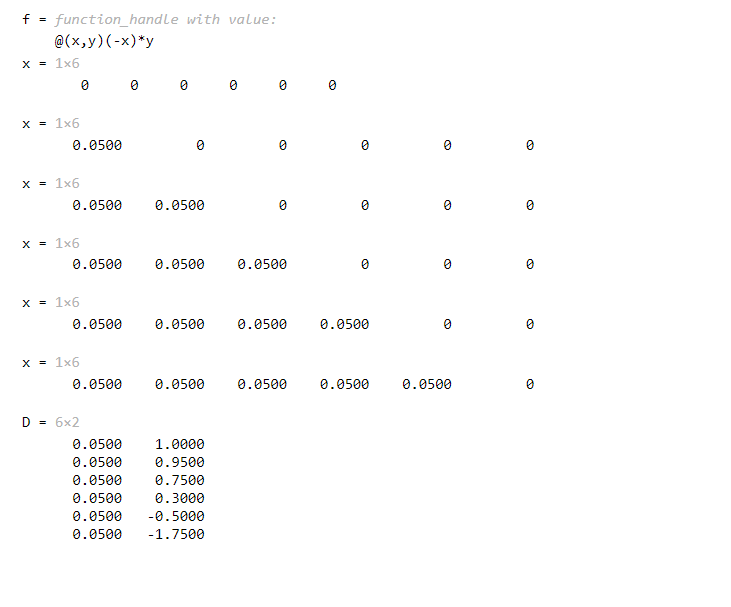 f = function_handle with value:
@(x,y)(-x)*y
x = 1×6
0 0 0 0 0 0
x = 1×6
0.0500 0 0 0 0 0
x = 1×6
0.0500 0.0500 0 0 0 0
x = 1×6
0.0500 0.0500 0.0500 0 0 0
x = 1×6
0.0500 0.0500 0.0500 0.0500 0 0
x = 1×6
0.0500 0.0500 0.0500 0.0500 0.0500 0
D = 6×2
0.0500 1.0000
0.0500 0.9500
0.0500 0.7500
0.0500 0.3000
0.0500 -0.5000
0.0500 -1.7500